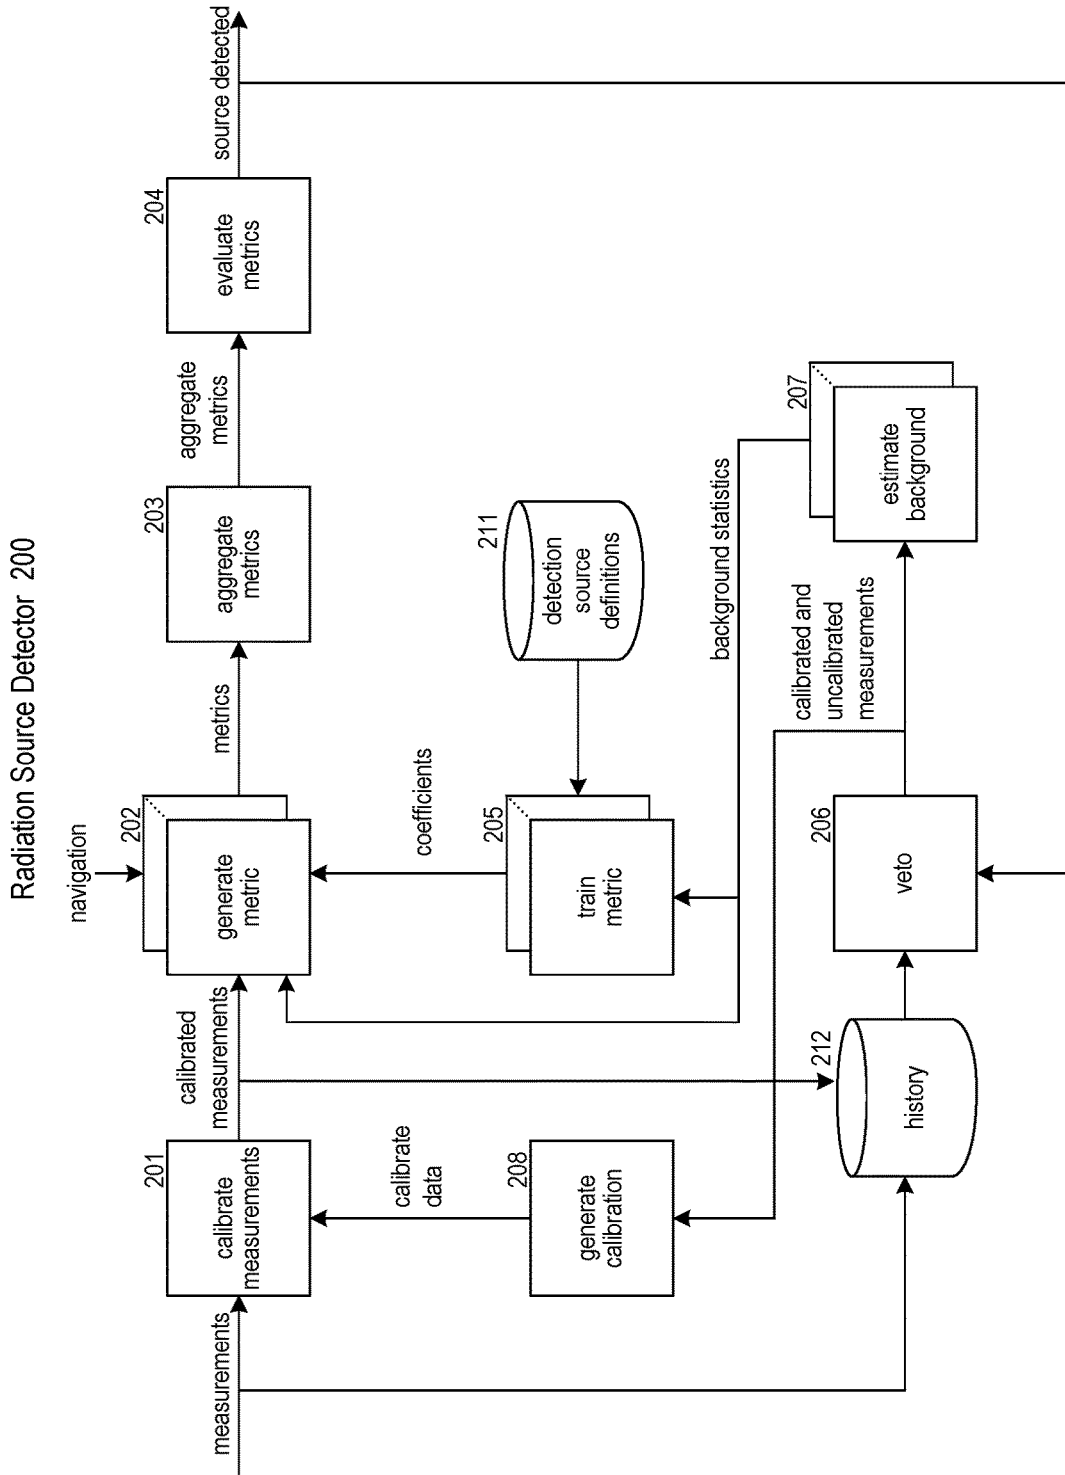 Radiation Source Detector 200
measurements
201
calibrate
measurements
calibrated
measurements
navigation
202
generate
metric
metrics
203
aggregate
metrics
aggregate
metrics
204
evaluate
metrics
source detected
calibrate
data
coefficients
208
generate
calibration
205
train
metric
211
detection
source
definitions
background statistics
212
history
206
veto
calibrated and
uncalibrated
measurements
207
estimate
background